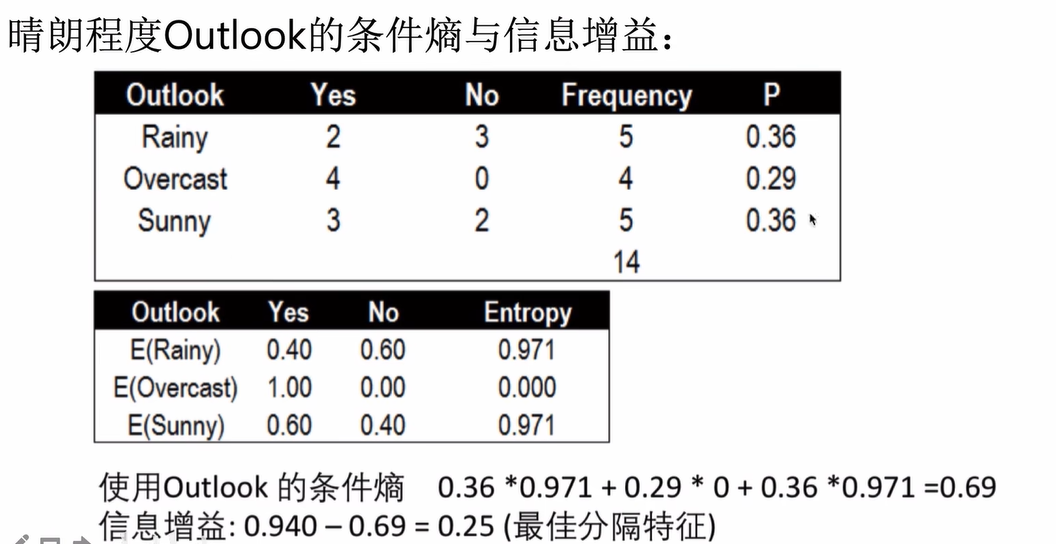 晴朗程度Outlook的条件熵与信息增益：
Outlook Yes No Frequency P
Rainy 2 3 5 0.36
Overcast 4 0 4 0.29
Sunny 3 2 5 0.36
14
Outlook Yes No Entropy
E(Rainy) 0.40 0.60 0.971
E(Overcast) 1.00 0.00 0.000
E(Sunny) 0.60 0.40 0.971
使用Outlook 的条件熵 0.36 *0.971 + 0.29 * 0 + 0.36 *0.971 =0.69
信息增益: 0.940 – 0.69 = 0.25 (最佳分隔特征)